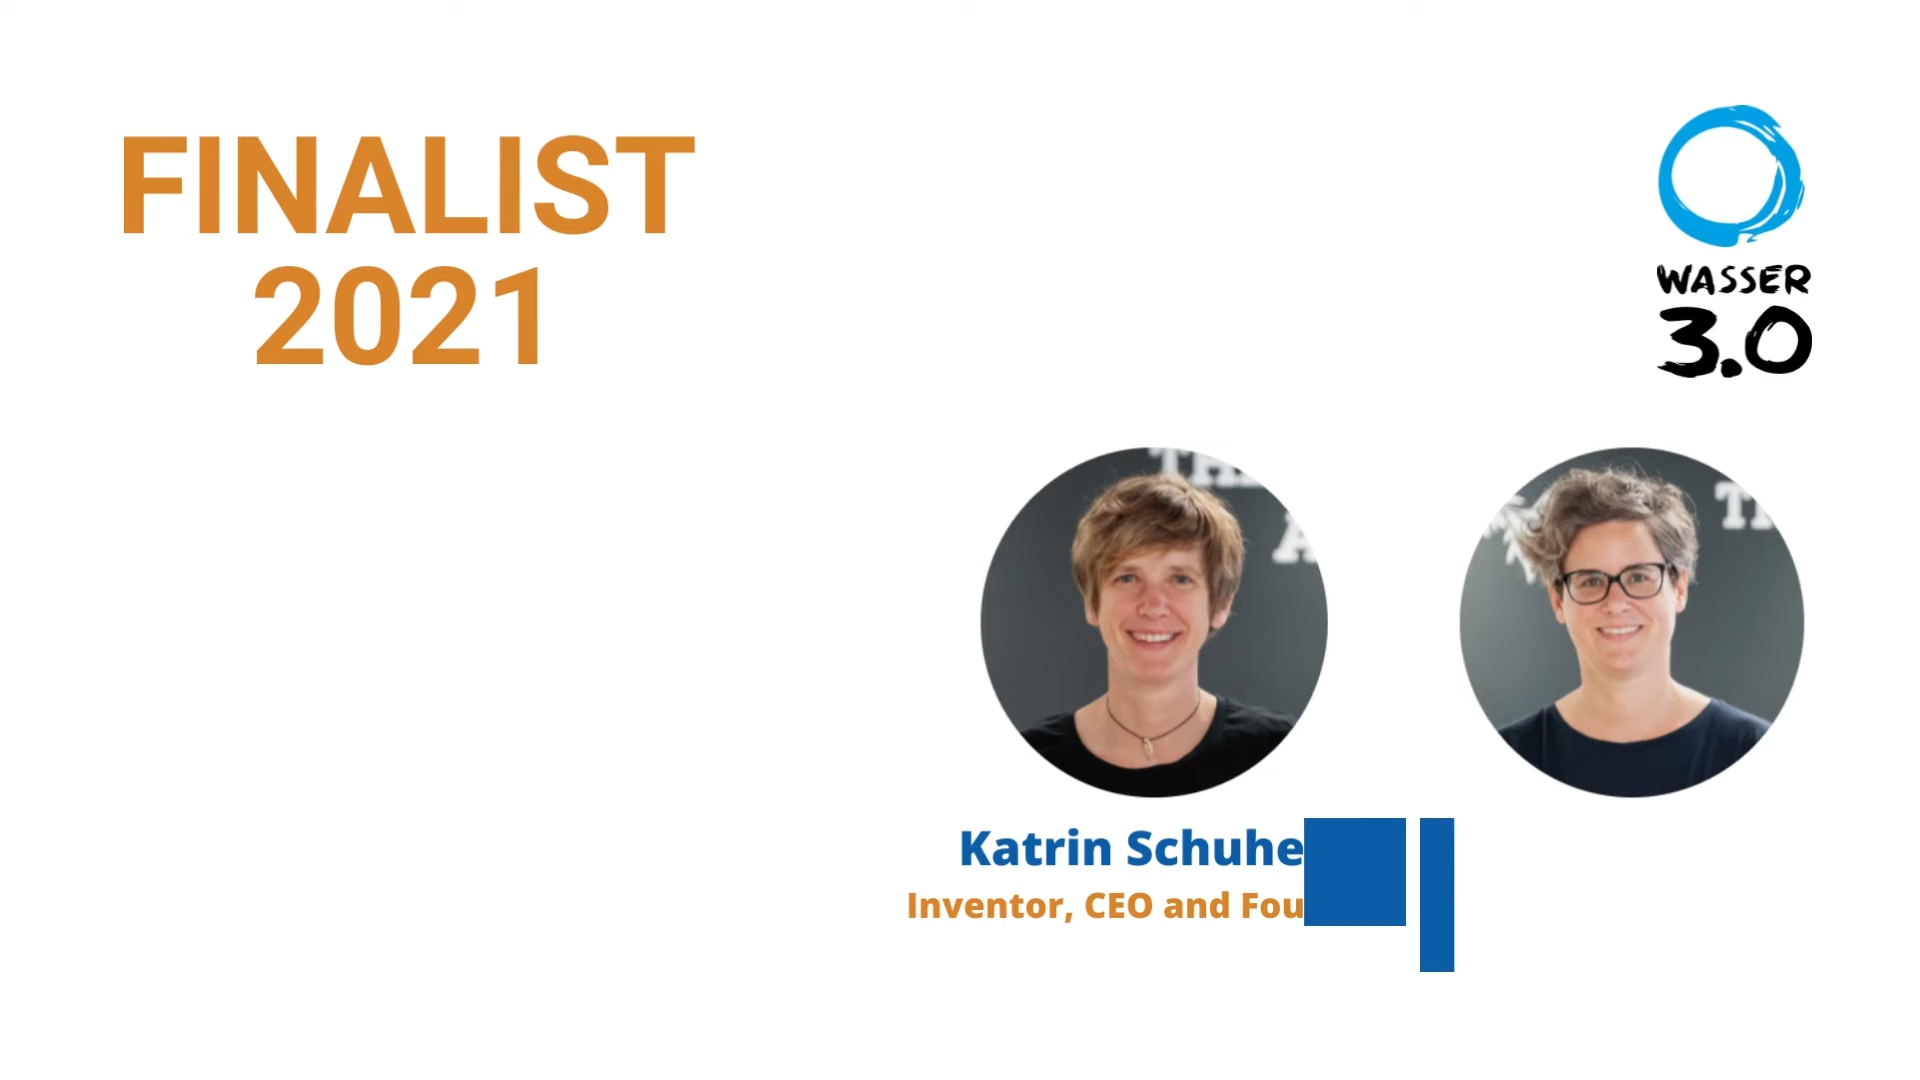 FINALIST
2021
WASSER
3.0
Katrin Schuhe
Inventor, CEO and Fou